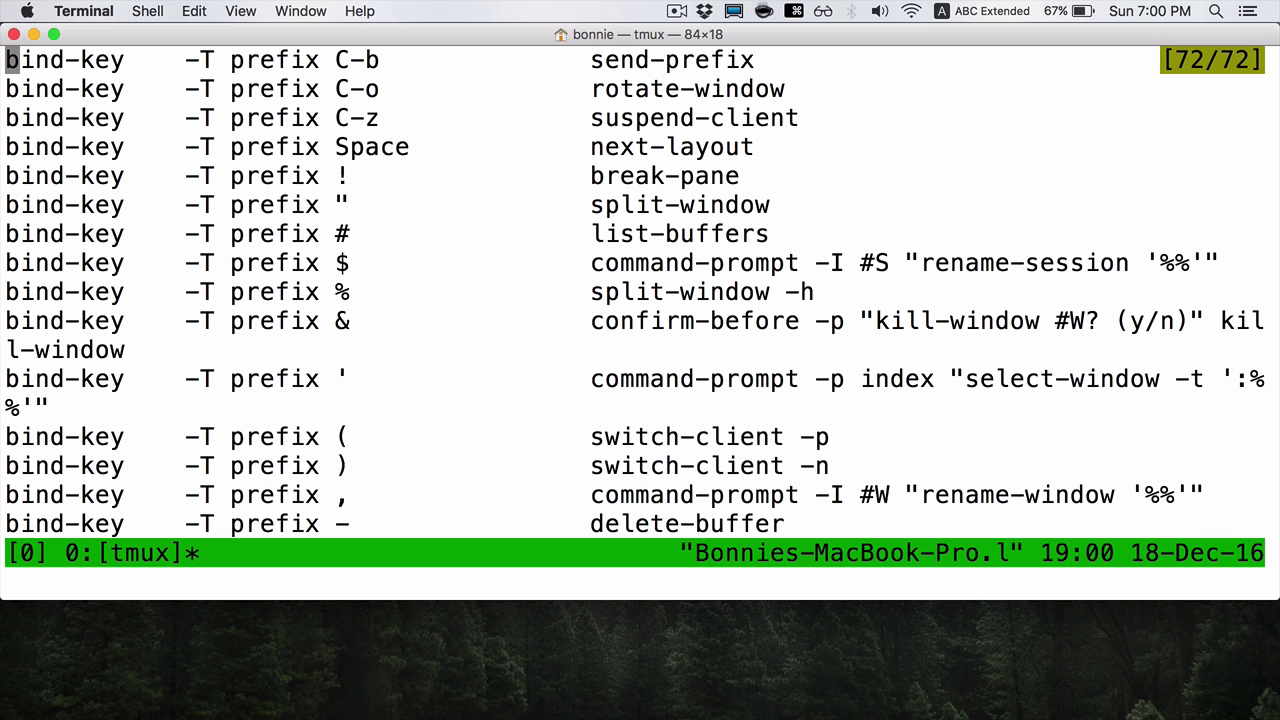 Terminal Shell Edit View Window Help ABC Extended 67% Sun 7:00 PM
bonnie — tmux — 84×18
bind-key -T prefix C-b send-prefix [72/72]
bind-key -T prefix C-o rotate-window
bind-key -T prefix C-z suspend-client
bind-key -T prefix Space next-layout
bind-key -T prefix ! break-pane
bind-key -T prefix " split-window
bind-key -T prefix # list-buffers
bind-key -T prefix $ command-prompt -I #S "rename-session '%%'"
bind-key -T prefix % split-window -h
bind-key -T prefix & confirm-before -p "kill-window #W? (y/n)" kil
l-window
bind-key -T prefix ' command-prompt -p index "select-window -t ':%
%'"
bind-key -T prefix ( switch-client -p
bind-key -T prefix ) switch-client -n
bind-key -T prefix , command-prompt -I #W "rename-window '%%'"
bind-key -T prefix - delete-buffer
[0] 0:[tmux]* "Bonnies-MacBook-Pro.l" 19:00 18-Dec-16